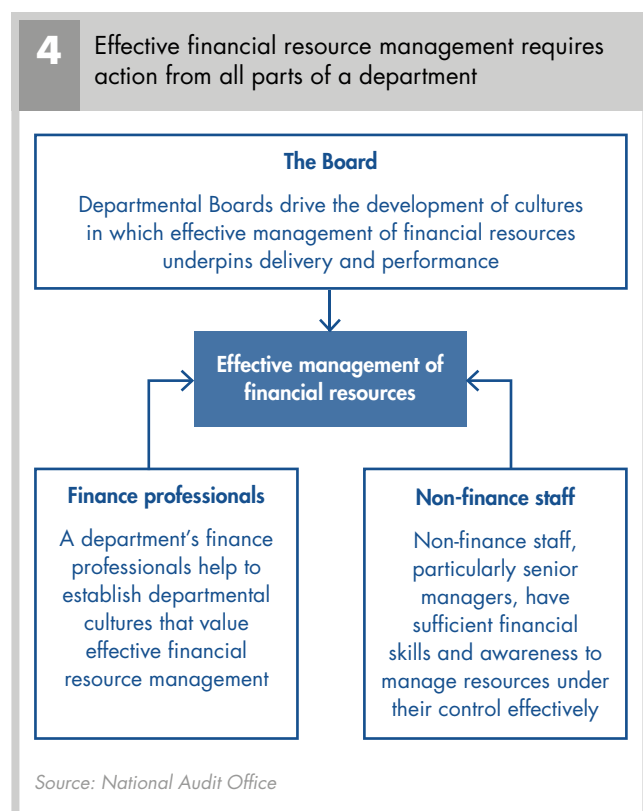 4
Effective financial resource management requires
action from all parts of a department
The Board
Departmental Boards drive the development of cultures
in which effective management of financial resources
underpins delivery and performance
Effective management of
financial resources
Finance professionals
A department’s finance
professionals help to
establish departmental
cultures that value
effective financial
resource management
Non-finance staff
Non-finance staff,
particularly senior
managers, have
sufficient financial
skills and awareness to
manage resources under
their control effectively
Source: National Audit Office